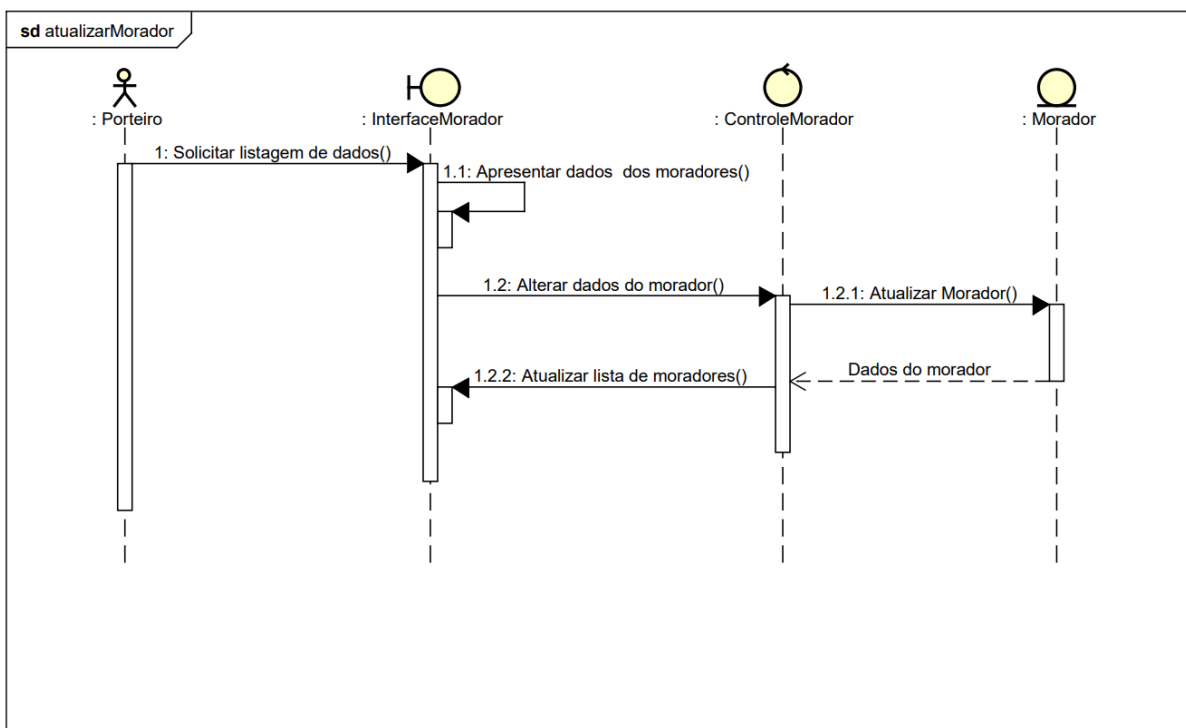 sd atualizarMorador
: Porteiro
: InterfaceMorador
: ControleMorador
: Morador
1: Solicitar listagem de dados()
1.1: Apresentar dados  dos moradores()
1.2: Alterar dados do morador()
1.2.1: Atualizar Morador()
Dados do morador
1.2.2: Atualizar lista de moradores()